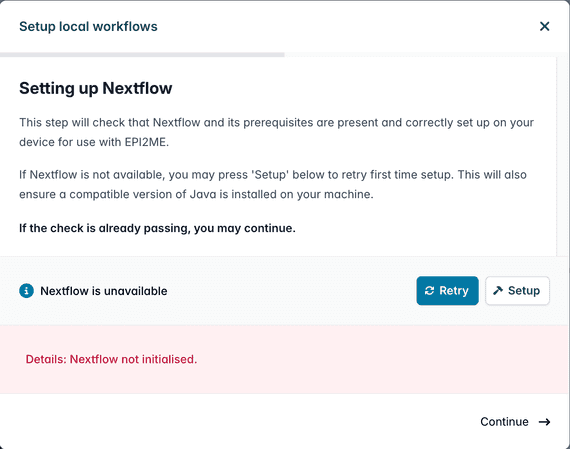 Setup local workflows
Setting up Nextflow
This step will check that Nextflow and its prerequisites are present and correctly set up on your
device for use with EPI2ME.
If Nextflow is not available, you may press 'Setup' below to retry first time setup. This will also
ensure a compatible version of Java is installed on your machine.
If the check is already passing, you may continue.
Nextflow is unavailable
Retry
Setup
Details: Nextflow not initialised.
Continue